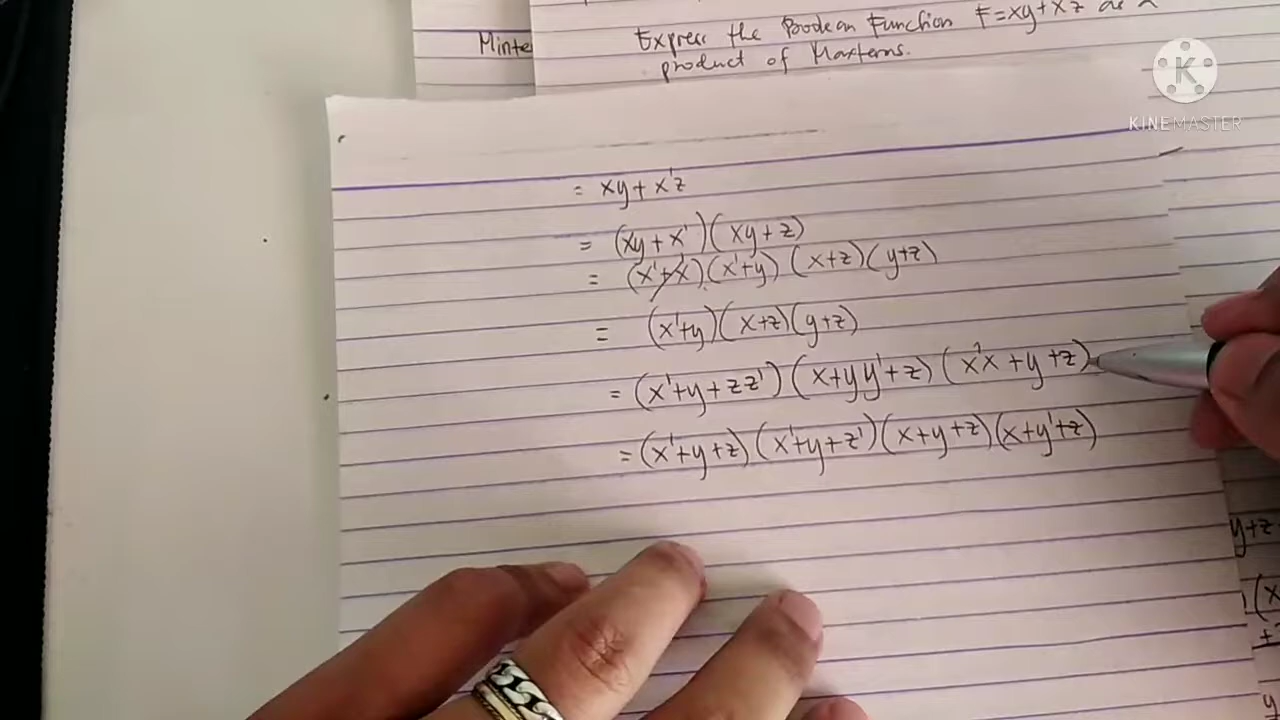 Express the Boolean Function F=xy+x'z as a
product of Maxterms.
Minte
KINEMASTER
= xy+x'z
= (xy+x')(xy+z)
= (x'+x)(x'+y)(x+z)(y+z)
= (x'+y)(x+z)(y+z)
= (x'+y+zz')(x+yy'+z)(x'x+y+z)
=(x'+y+z)(x'+y+z')(x+y+z)(x+y'+z)
y+z
(x
y